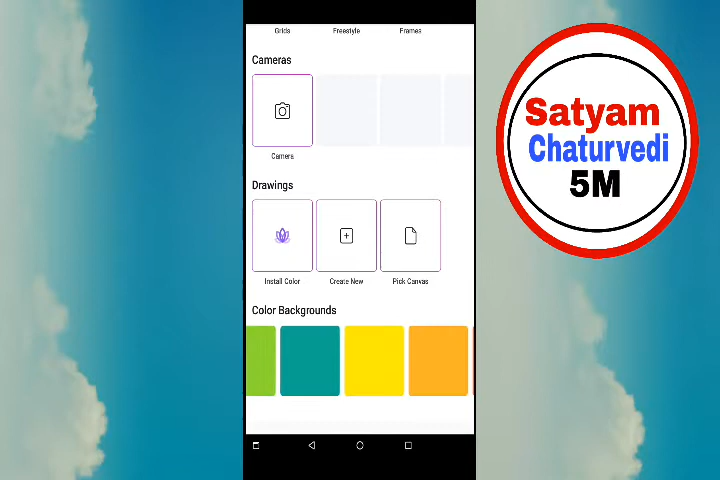 Grids Freestyle Frames
Cameras
Camera
Drawings
Install Color Create New Pick Canvas
Color Backgrounds
Satyam
Chaturvedi
5M